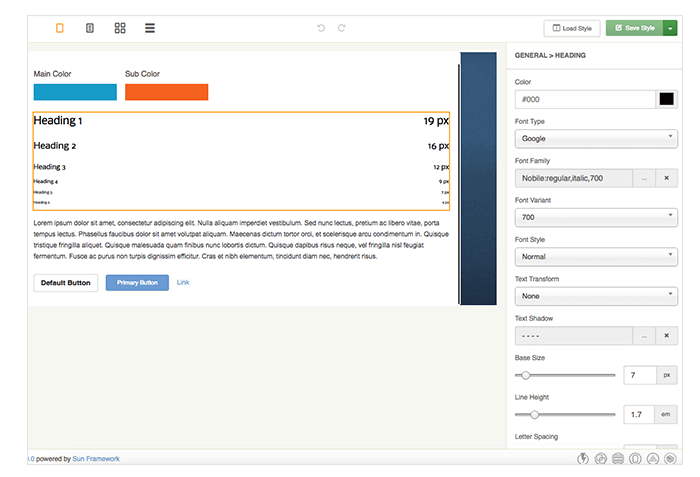 Load Style
Save Style
GENERAL > HEADING
Main Color
Sub Color
Heading 1 19 px
Heading 2 16 px
Heading 3 12 px
Heading 4 9 px
Heading 5 7 px
Heading 6
Lorem ipsum dolor sit amet, consectetur adipiscing elit. Nulla aliquam imperdiet vestibulum. Sed nunc lectus, pretium ac libero vitae, porta
tempus lectus. Phasellus faucibus dolor sit amet volutpat aliquam. Maecenas dictum tortor orci, et scelerisque arcu condimentum in. Quisque
tristique fringilla aliquet. Quisque malesuada quam finibus nunc lobortis dictum. Quisque dapibus risus neque, vel fringilla nisl feugiat
fermentum. Fusce ac purus non turpis dignissim efficitur. Cras et nibh elementum, tincidunt diam nec, hendrerit risus.
Default Button
Primary Button
Link
Color
#000
Font Type
Google
Font Family
Nobile:regular,italic,700 ... ×
Font Variant
700
Font Style
Normal
Text Transform
None
Text Shadow
- - - - ... ×
Base Size
7 px
Line Height
1.7 em
Letter Spacing
.0 powered by Sun Framework